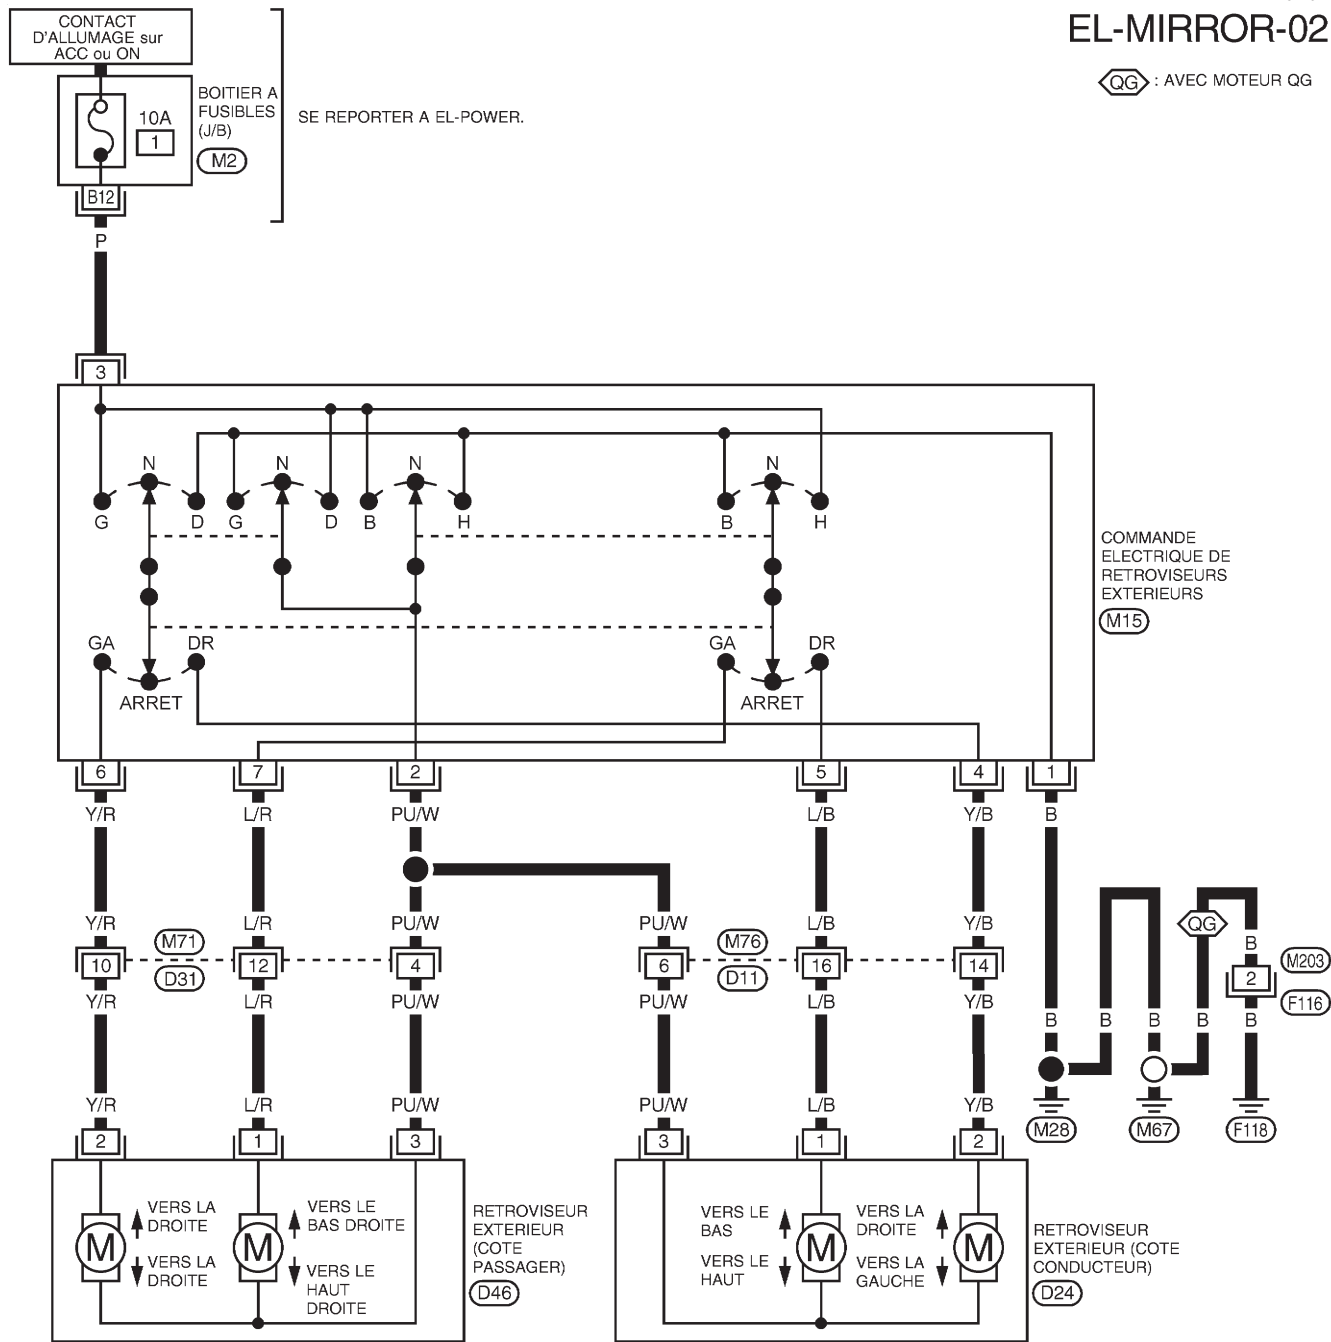 EL-MIRROR-02
QG : AVEC MOTEUR QG
CONTACT
D'ALLUMAGE sur
ACC ou ON
BOITIER A
FUSIBLES
(J/B)
M2
10A
1
SE REPORTER A EL-POWER.
B12
P
3
N N N N
G D G D B H B H
COMMANDE
ELECTRIQUE DE
RETROVISEURS
EXTERIEURS
M15
GA DR GA DR
ARRET ARRET
6 7 2 5 4 1
Y/R L/R PU/W L/B Y/B B
Y/R L/R PU/W PU/W L/B Y/B
QG
B
M71 M76
10 12 4 6 16 14
D31 D11
M203
2
F116
Y/R L/R PU/W PU/W L/B Y/B
B B B B B
Y/R L/R PU/W PU/W L/B Y/B
M28 M67 F118
2 1 3 3 1 2
VERS LA
DROITE
VERS LA
DROITE
M
VERS LE
BAS DROITE
VERS LE
HAUT
DROITE
M
RETROVISEUR
EXTERIEUR
(COTE
PASSAGER)
D46
VERS LE
BAS
VERS LE
HAUT
M
VERS LA
DROITE
VERS LA
GAUCHE
M
RETROVISEUR
EXTERIEUR (COTE
CONDUCTEUR)
D24